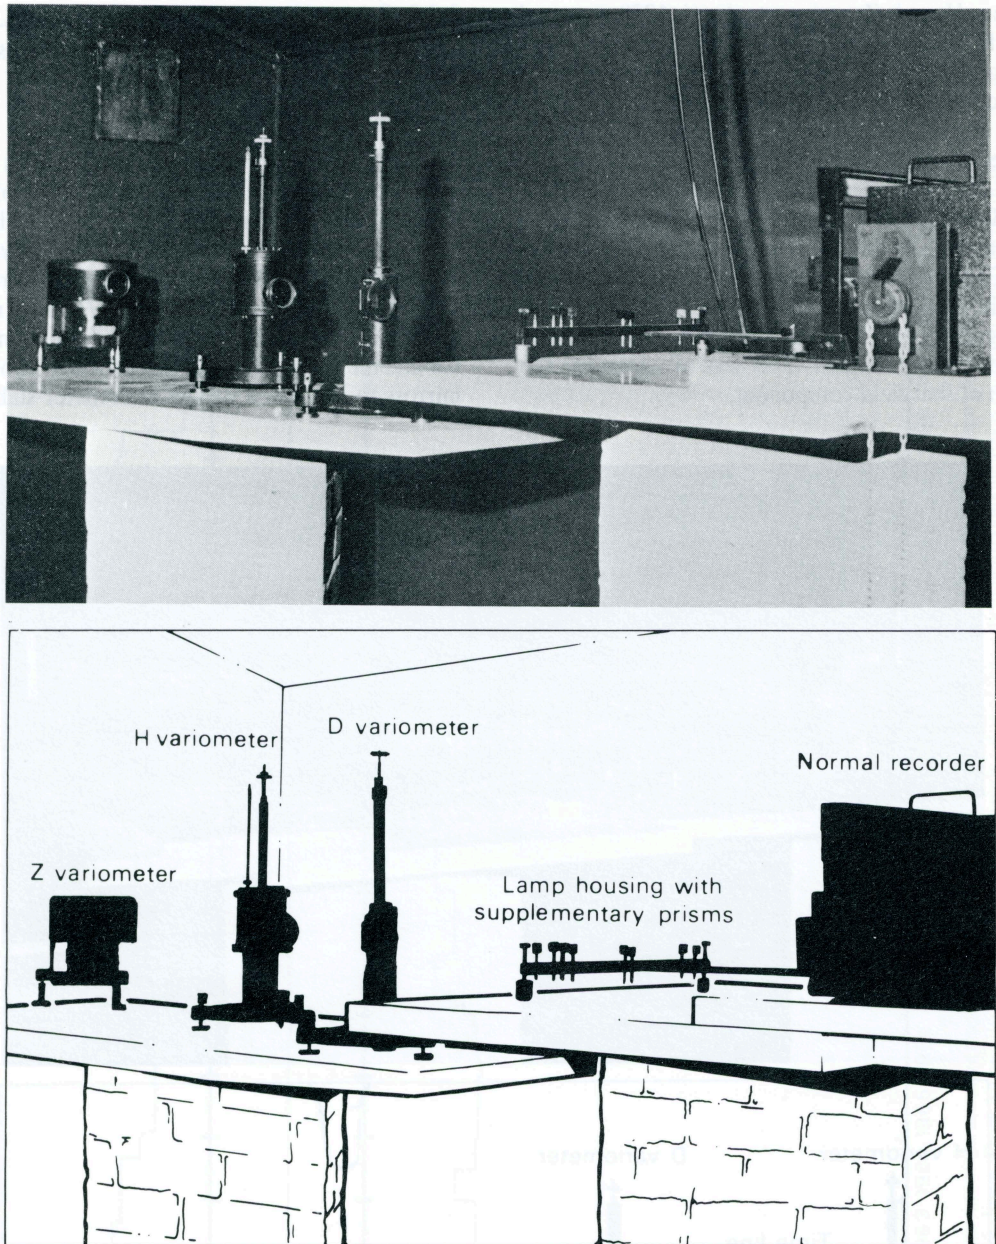 D variometer
H variometer
Normal recorder
Z variometer
Lamp housing with
supplementary prisms